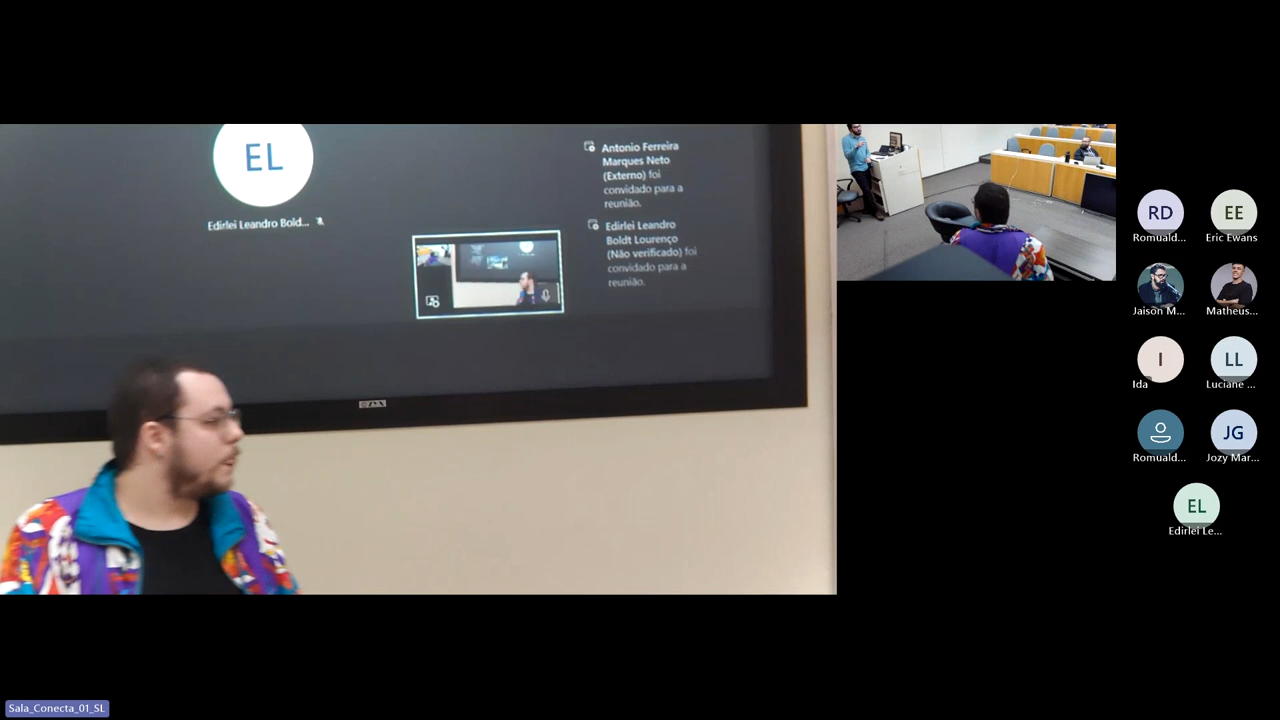 EL
Edirlei Leandro Bold...
Antonio Ferreira
Marques Neto
(Externo) foi
convidado para a
reunião.
Edirlei Leandro
Boldt Lourenço
(Não verificado) foi
convidado para a
reunião.
RD
Romuald...
EE
Eric Ewans
Jaison M...
Matheus...
I
Ida
LL
Luciane ...
Romuald...
JG
Jozy Mar...
EL
Edirlei Le...
Sala_Conecta_01_SL